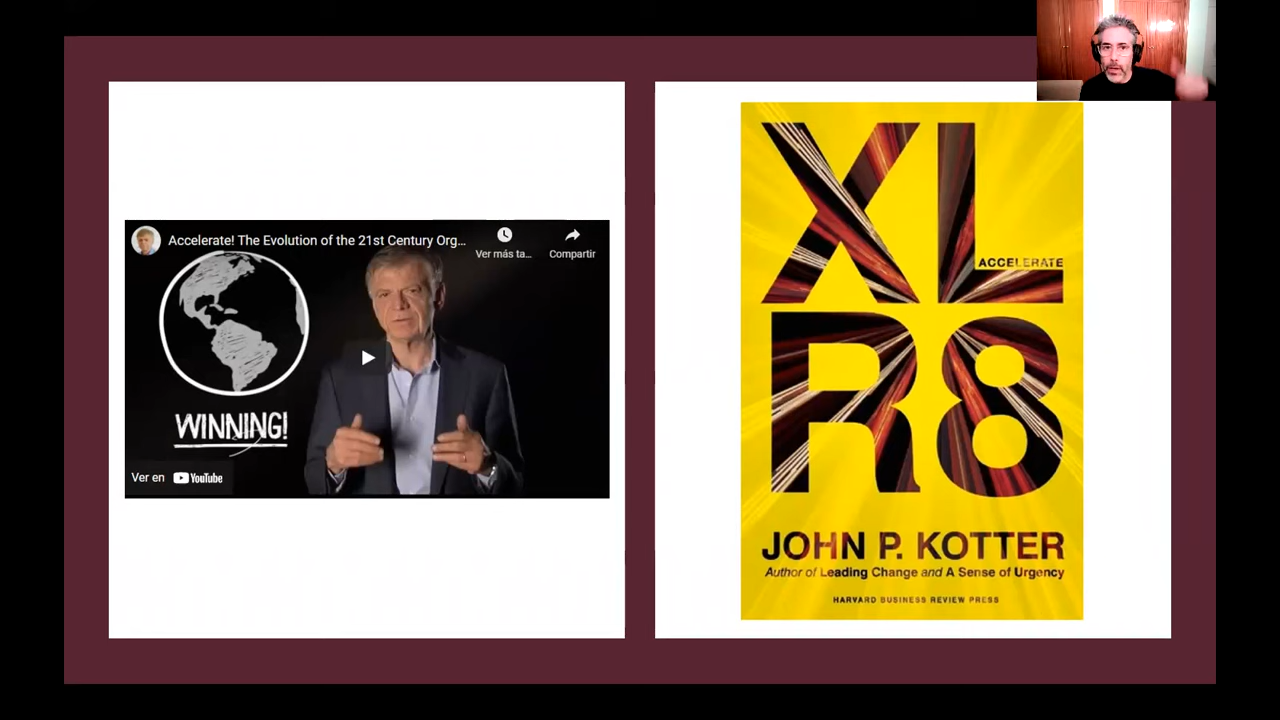 Accelerate! The Evolution of the 21st Century Org...
Ver más ta...
Compartir
WINNING!
Ver en YouTube
XL
ACCELERATE
R8
JOHN P. KOTTER
Author of Leading Change and A Sense of Urgency
HARVARD BUSINESS REVIEW PRESS